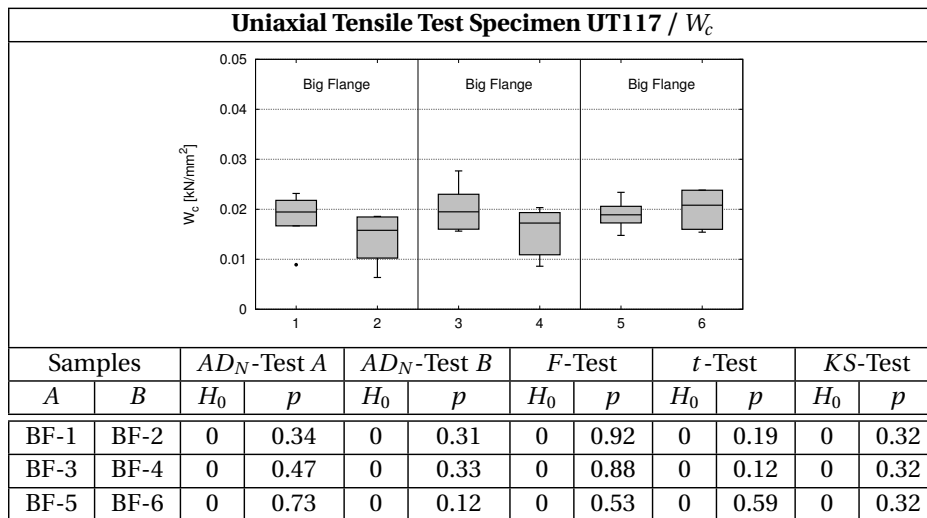 Uniaxial Tensile Test Specimen UT117 / W_c
0.05
Big Flange Big Flange Big Flange
0.04
0.03
W_c [kN/mm²]
0.02
0.01
0
1 2 3 4 5 6
Samples AD_N-Test A AD_N-Test B F-Test t-Test KS-Test
A B H₀ p H₀ p H₀ p H₀ p H₀ p
BF-1 BF-2 0 0.34 0 0.31 0 0.92 0 0.19 0 0.32
BF-3 BF-4 0 0.47 0 0.33 0 0.88 0 0.12 0 0.32
BF-5 BF-6 0 0.73 0 0.12 0 0.53 0 0.59 0 0.32